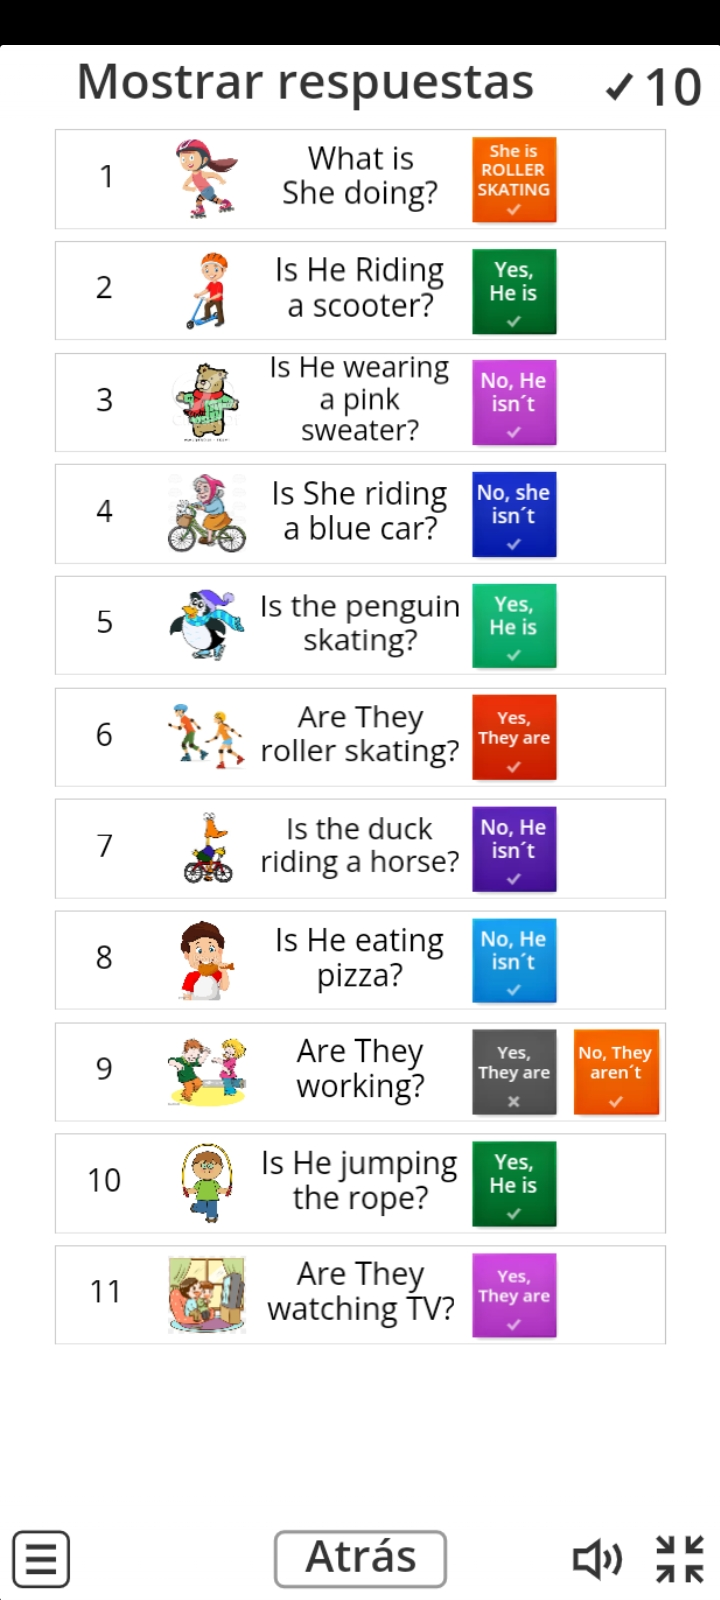 Mostrar respuestas ✓10
1
What is
She doing?
She is
ROLLER
SKATING
2
Is He Riding
a scooter?
Yes,
He is
3
Is He wearing
a pink
sweater?
No, He
isn´t
4
Is She riding
a blue car?
No, she
isn´t
5
Is the penguin
skating?
Yes,
He is
6
Are They
roller skating?
Yes,
They are
7
Is the duck
riding a horse?
No, He
isn´t
8
Is He eating
pizza?
No, He
isn´t
9
Are They
working?
Yes,
They are
No, They
aren´t
10
Is He jumping
the rope?
Yes,
He is
11
Are They
watching TV?
Yes,
They are
Atrás